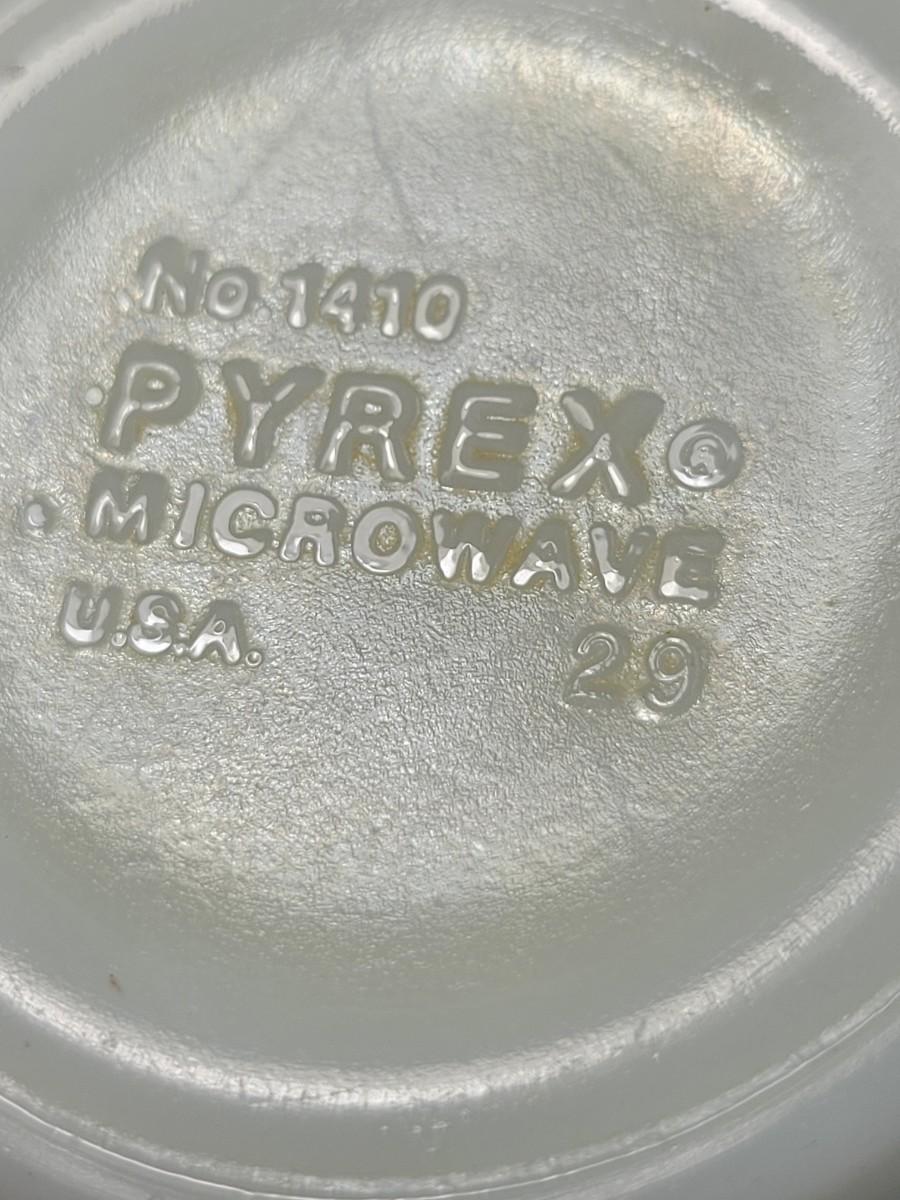 No 1410
PYREX®
MICROWAVE
U.S.A. 29